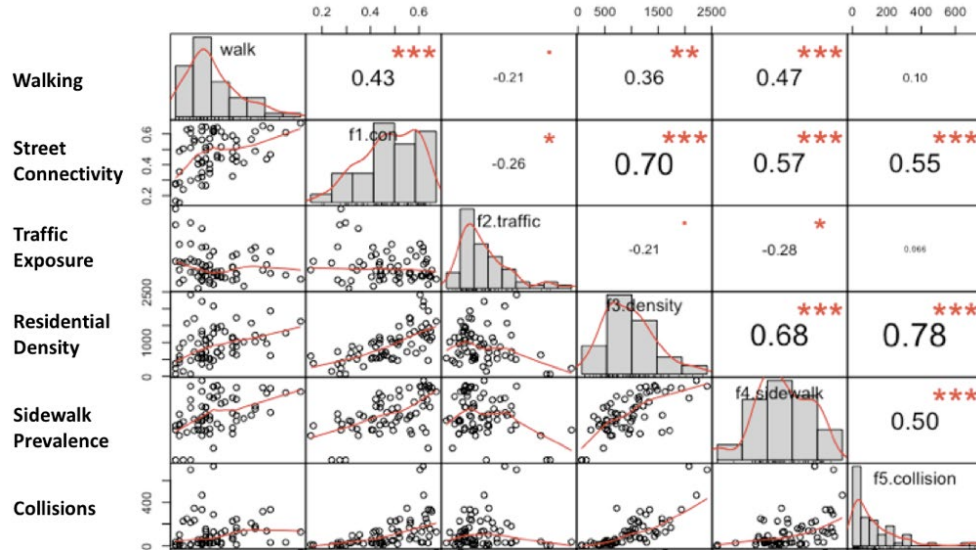 0.2 0.4 0.6 0 500 1500 2500 0 200 400 600
Walking
walk
***
0.43
.
-0.21
**
0.36
***
0.47
0.10
Street
Connectivity
0.2 0.4 0.6
f1.con
*
-0.26
***
0.70
***
0.57
***
0.55
Traffic
Exposure
f2.traffic
.
-0.21
*
-0.28
0.066
Residential
Density
0 1000 2500
f3.density
***
0.68
***
0.78
Sidewalk
Prevalence
f4.sidewalk
***
0.50
Collisions
0 400
f5.collision